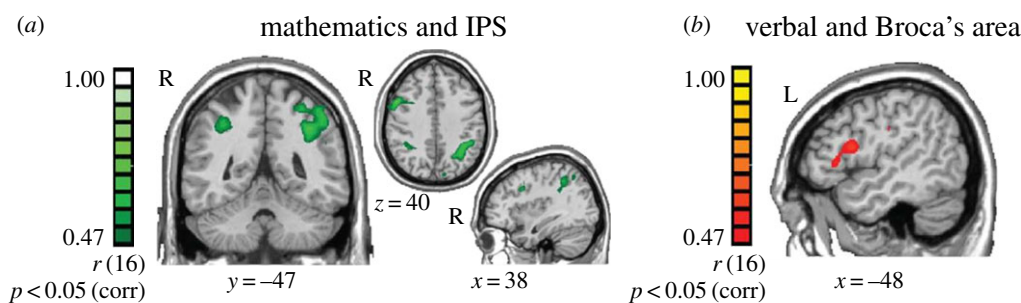 (a) mathematics and IPS
1.00
R
R
z = 40
R
0.47
r (16)
p < 0.05 (corr)
y = −47
x = 38
(b) verbal and Broca's area
1.00
L
0.47
r (16)
p < 0.05 (corr)
x = −48